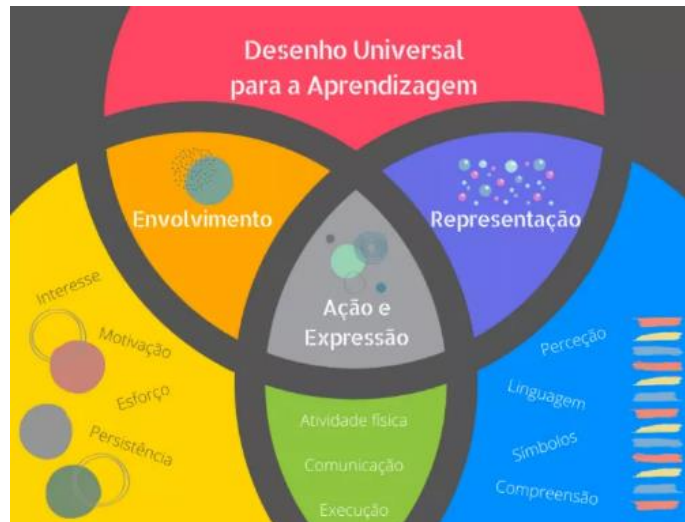 Desenho Universal
para a Aprendizagem
Envolvimento
Representação
Ação e
Expressão
Interesse
Motivação
Esforço
Persistência
Atividade física
Comunicação
Execução
Perceção
Linguagem
Símbolos
Compreensão